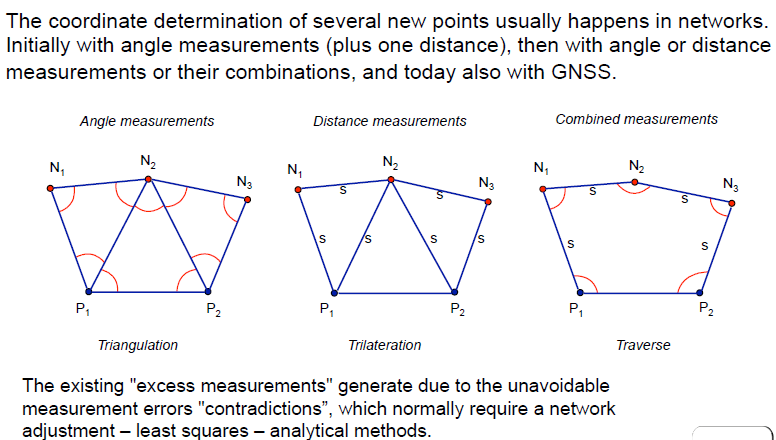 The coordinate determination of several new points usually happens in networks.
Initially with angle measurements (plus one distance), then with angle or distance
measurements or their combinations, and today also with GNSS.
Angle measurements
Distance measurements
Combined measurements
N1
N2
N3
P1
P2
N1
N2
N3
s
s
s
s
s
s
P1
P2
N1
N2
N3
s
s
s
s
P1
P2
Triangulation
Trilateration
Traverse
The existing "excess measurements" generate due to the unavoidable
measurement errors "contradictions”, which normally require a network
adjustment – least squares – analytical methods.